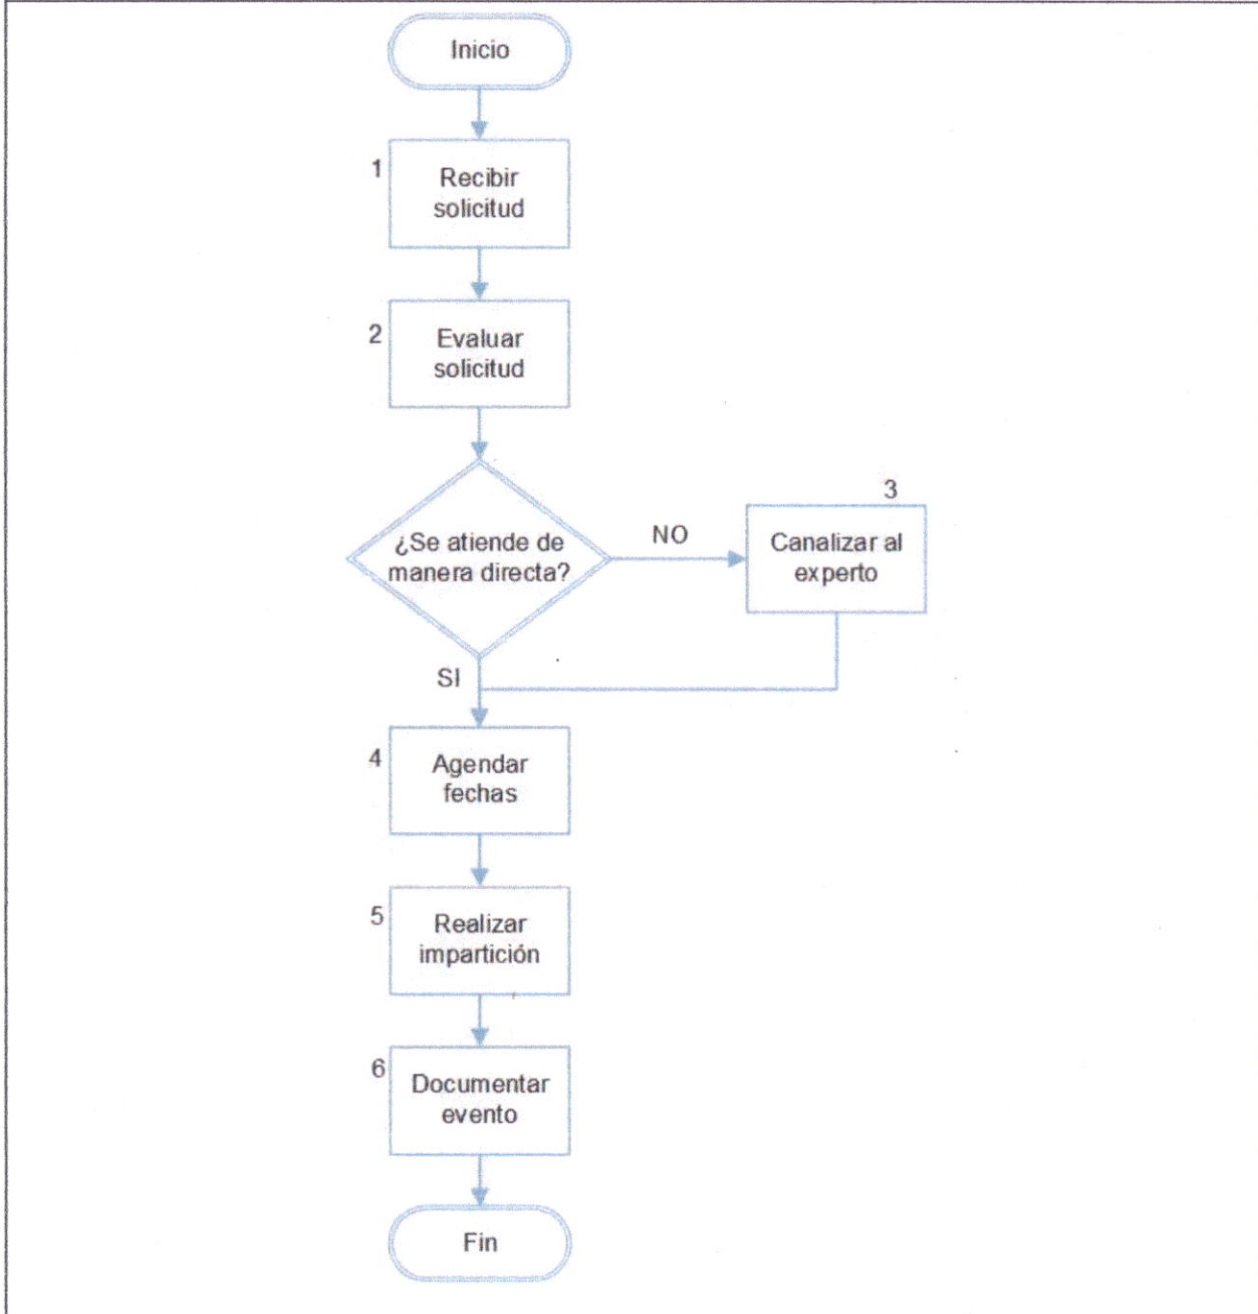 Inicio
1
Recibir
solicitud
2
Evaluar
solicitud
¿Se atiende de
manera directa?
NO
3
Canalizar al
experto
SI
4
Agendar
fechas
5
Realizar
impartición
6
Documentar
evento
Fin